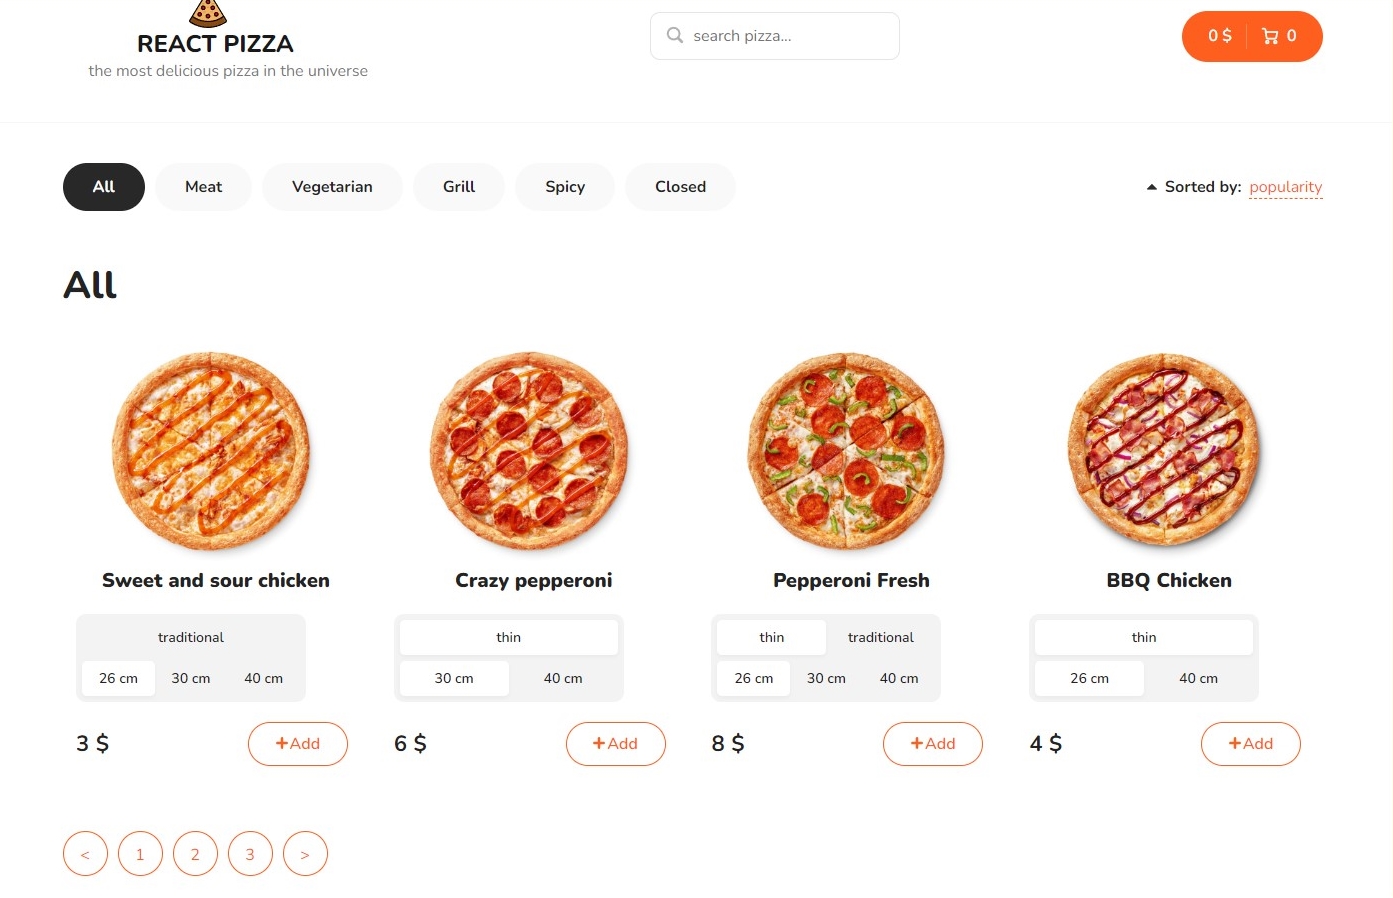 REACT PIZZA
the most delicious pizza in the universe
search pizza...
0 $ 0
All Meat Vegetarian Grill Spicy Closed
Sorted by: popularity
All
Sweet and sour chicken
traditional
26 cm 30 cm 40 cm
3 $ +Add
Crazy pepperoni
thin
30 cm 40 cm
6 $ +Add
Pepperoni Fresh
thin traditional
26 cm 30 cm 40 cm
8 $ +Add
BBQ Chicken
thin
26 cm 40 cm
4 $ +Add
< 1 2 3 >